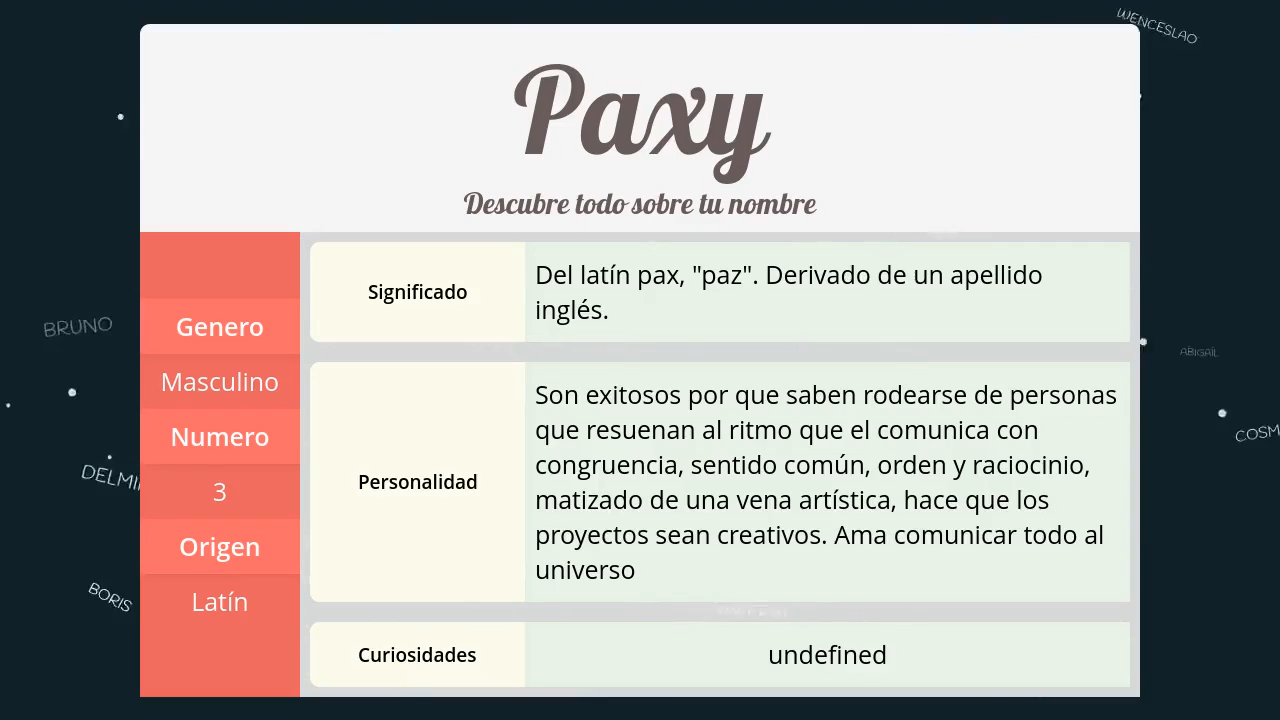 WENCESLAO
Paxy
Descubre todo sobre tu nombre
BRUNO
ABIGAÍL
COSM
DELMI
BORIS
Genero
Masculino
Numero
3
Origen
Latín
Significado
Del latín pax, "paz". Derivado de un apellido
inglés.
Personalidad
Son exitosos por que saben rodearse de personas
que resuenan al ritmo que el comunica con
congruencia, sentido común, orden y raciocinio,
matizado de una vena artística, hace que los
proyectos sean creativos. Ama comunicar todo al
universo
Curiosidades
undefined